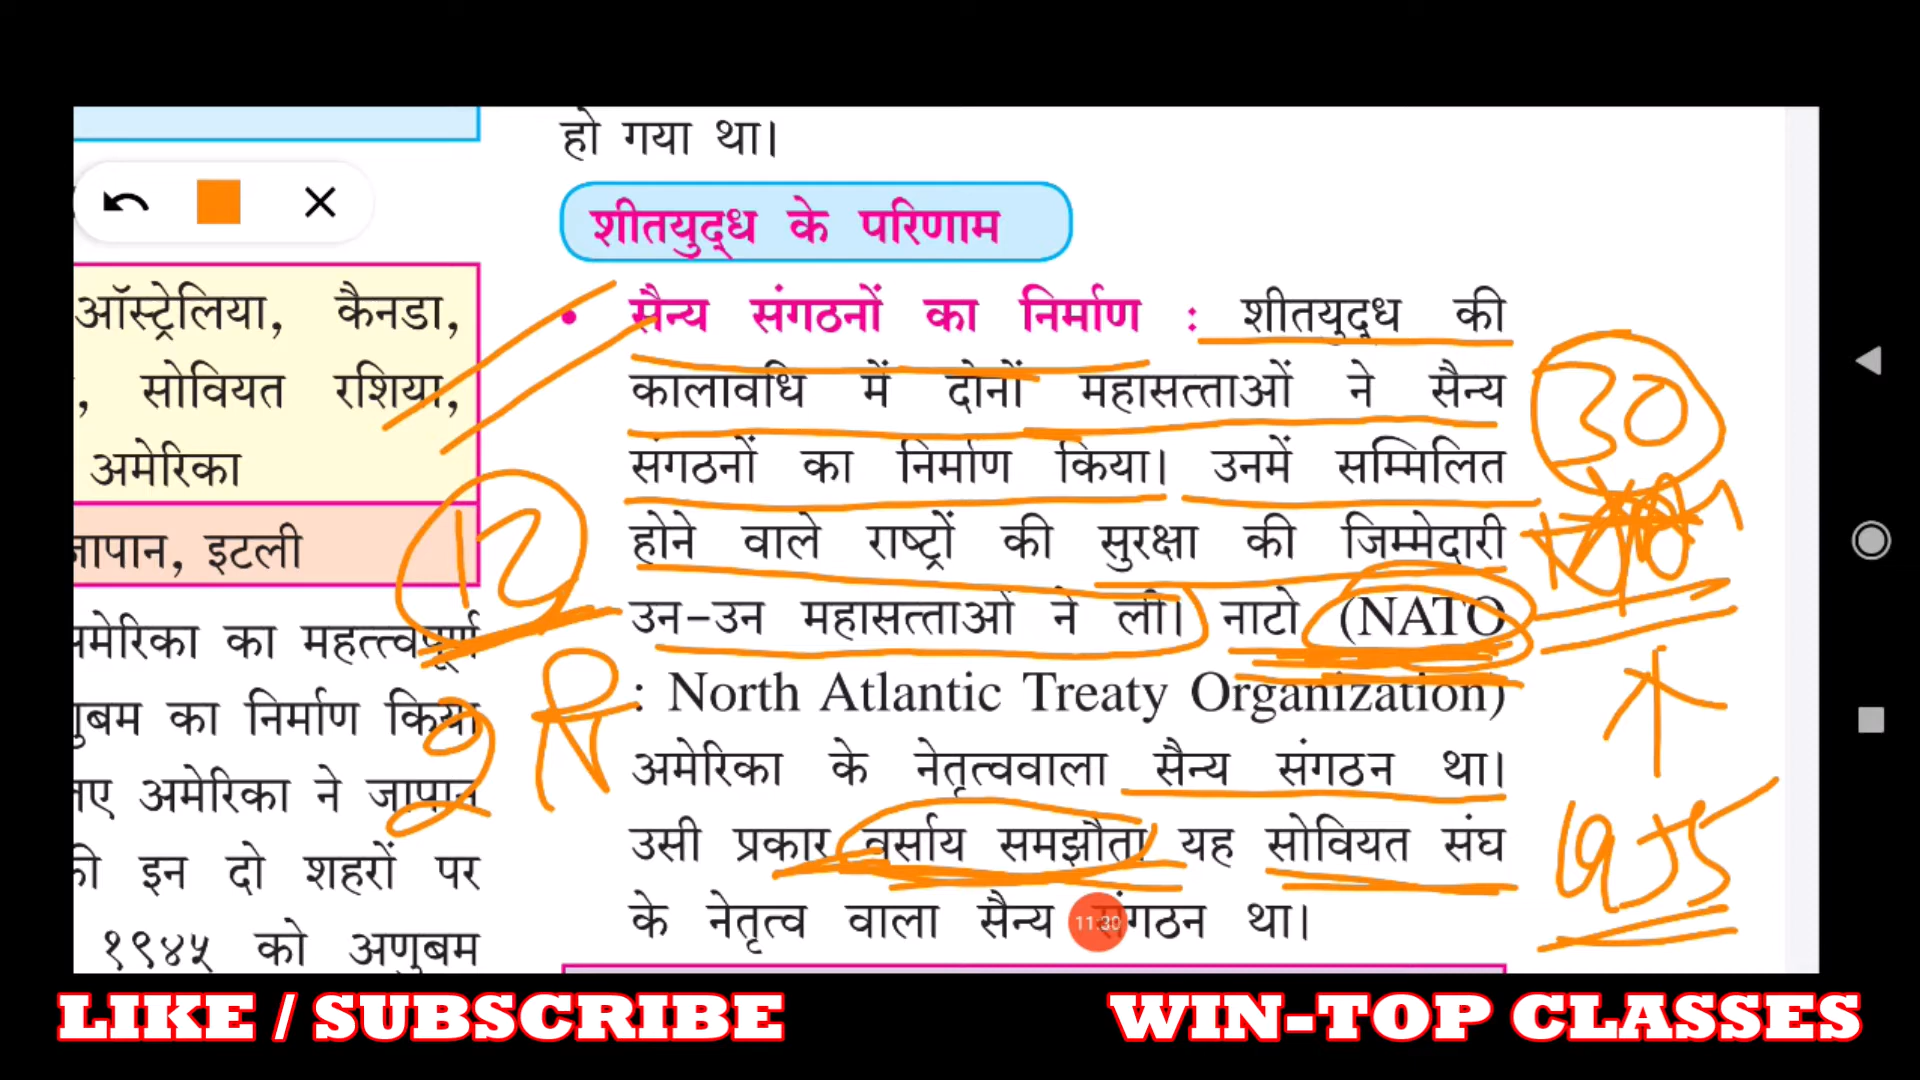 हो गया था।
शीतयुद्ध के परिणाम
ऑस्ट्रेलिया, कैनडा,
, सोवियत रशिया,
अमेरिका
जापान, इटली
अमेरिका का महत्त्वपूर्ण
का निर्माण किया
अमेरिका ने जापान
की इन दो शहरों पर
१९४५ को अणुबम
• सैन्य संगठनों का निर्माण : शीतयुद्ध की
कालावधि में दोनों महासत्ताओं ने सैन्य
संगठनों का निर्माण किया। उनमें सम्मिलित
होने वाले राष्ट्रों की सुरक्षा की जिम्मेदारी
उन-उन महासत्ताओं ने ली। नाटो (NATO
: North Atlantic Treaty Organization)
अमेरिका के नेतृत्ववाला सैन्य संगठन था।
उसी प्रकार वर्साय समझौता यह सोवियत संघ
के नेतृत्व वाला सैन्य संगठन था।
30
12
1955
11:30
LIKE / SUBSCRIBE
WIN-TOP CLASSES